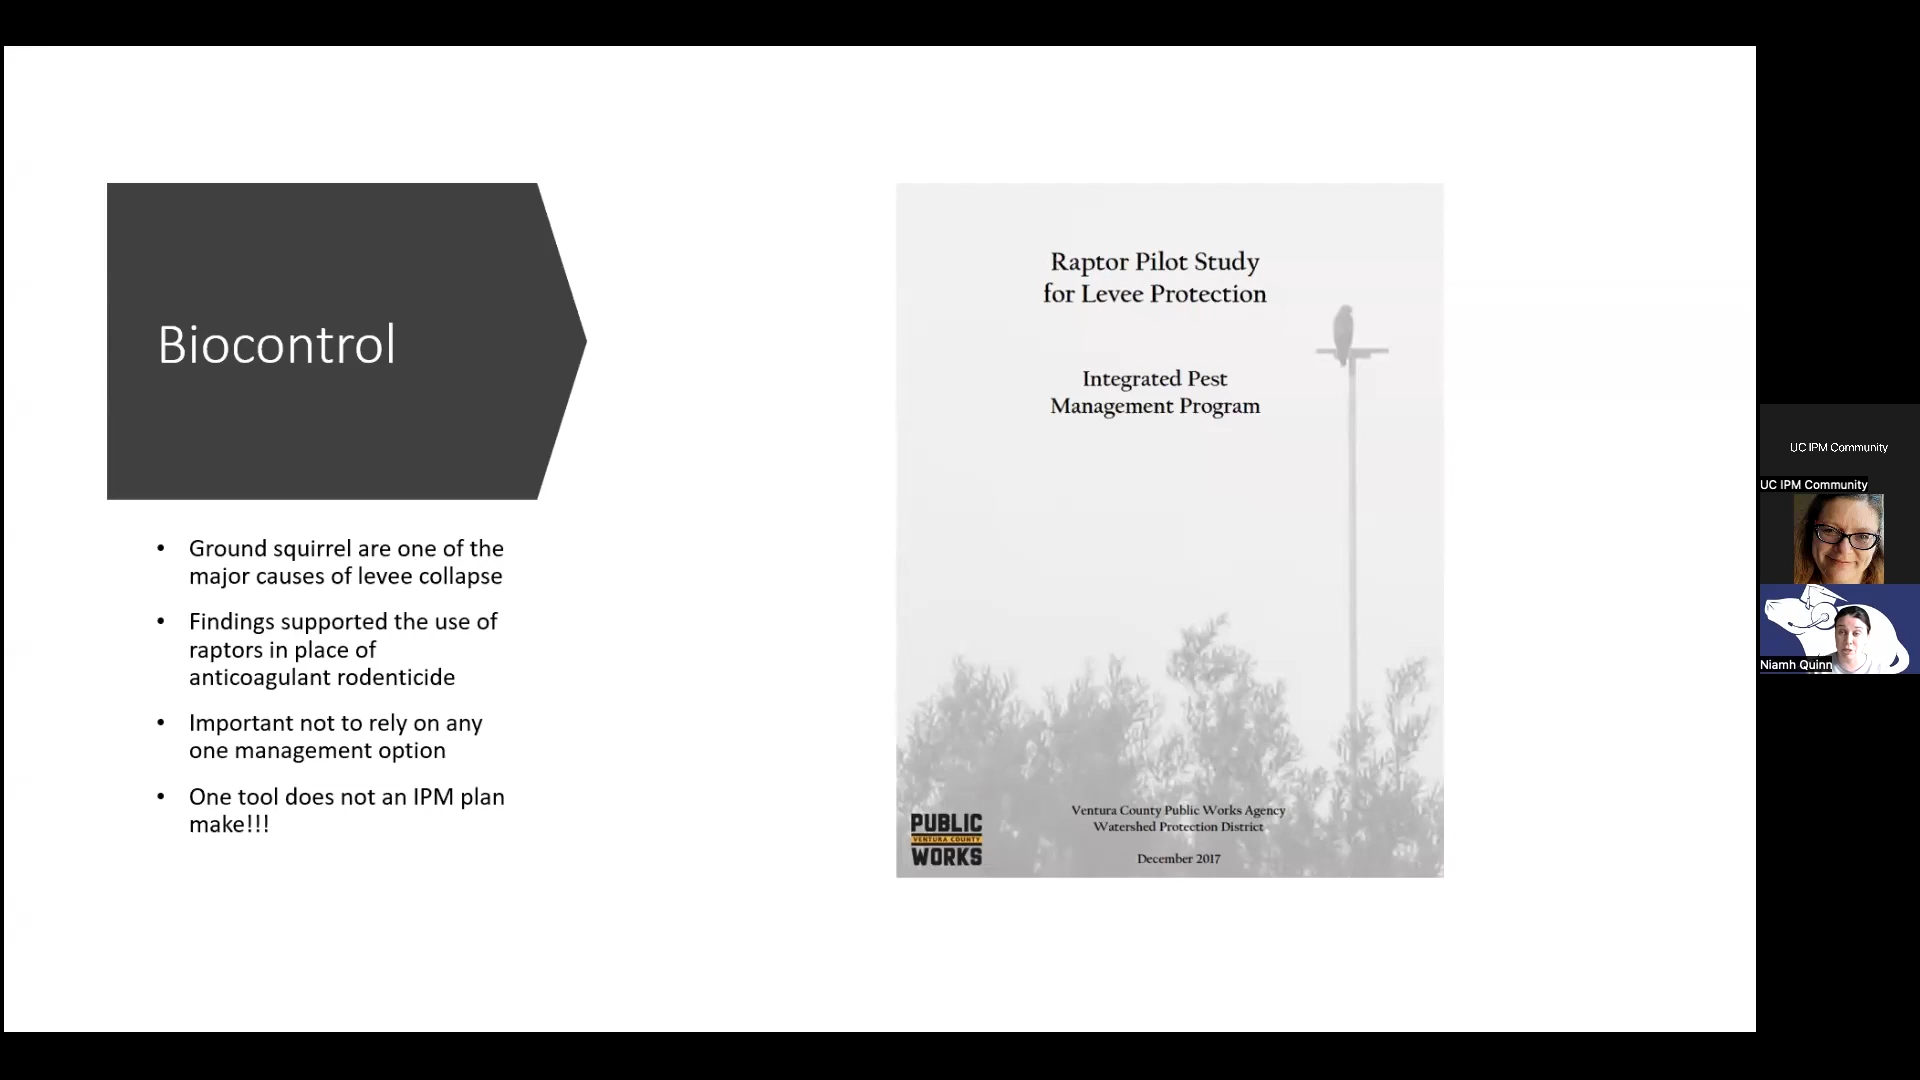 Biocontrol
• Ground squirrel are one of the
major causes of levee collapse
• Findings supported the use of
raptors in place of
anticoagulant rodenticide
• Important not to rely on any
one management option
• One tool does not an IPM plan
make!!!
Raptor Pilot Study
for Levee Protection
Integrated Pest
Management Program
Ventura County Public Works Agency
Watershed Protection District
December 2017
PUBLIC
VENTURA COUNTY
WORKS
UC IPM Community
UC IPM Community
Niamh Quinn